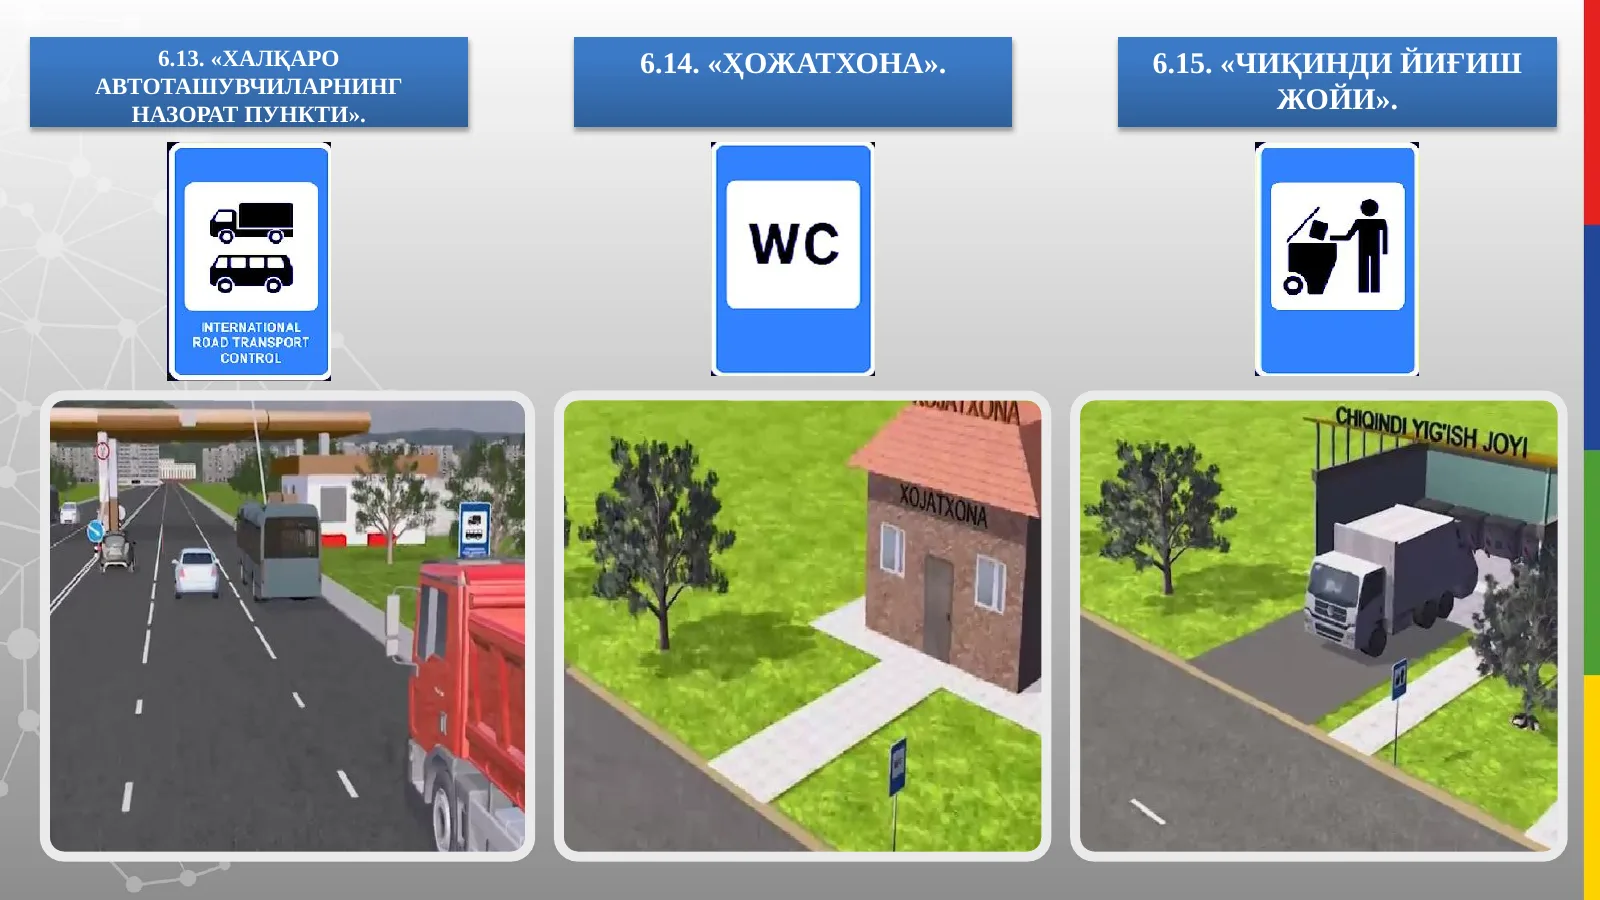 6.13. «ХАЛҚАРО
АВТОТАШУВЧИЛАРНИНГ
НАЗОРАТ ПУНКТИ».
6.14. «ҲОЖАТХОНА».
6.15. «ЧИҚИНДИ ЙИҒИШ
ЖОЙИ».
INTERNATIONAL
ROAD TRANSPORT
CONTROL
WC
XOJATXONA
XOJATXONA
WC
CHIQINDI YIG'ISH JOYI